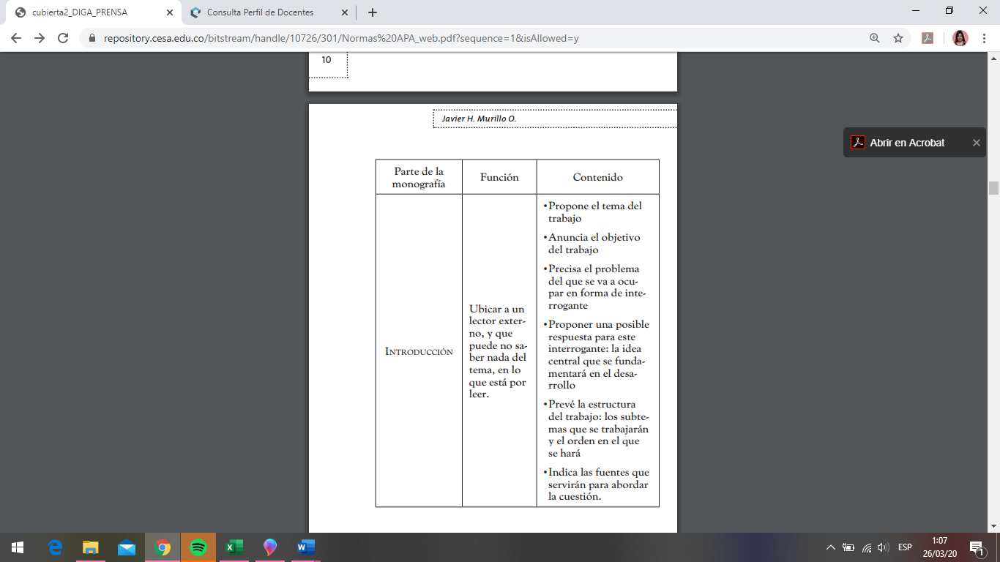 cubierta2_DIGA_PRENSA
Consulta Perfil de Docentes
repository.cesa.edu.co/bitstream/handle/10726/301/Normas%20APA_web.pdf?sequence=1&isAllowed=y
10
Javier H. Murillo O.
Abrir en Acrobat
Parte de la
monografía
Función
Contenido
INTRODUCCIÓN
Ubicar a un
lector exter-
no, y que
puede no sa-
ber nada del
tema, en lo
que está por
leer.
•Propone el tema del
trabajo
•Anuncia el objetivo
del trabajo
•Precisa el problema
del que se va a ocu-
par en forma de inte-
rrogante
•Proponer una posible
respuesta para este
interrogante: la idea
central que se funda-
mentará en el desa-
rrollo
•Prevé la estructura
del trabajo: los subte-
mas que se trabajarán
y el orden en el que
se hará
•Indica las fuentes que
servirán para abordar
la cuestión.
ESP
1:07
26/03/20
1